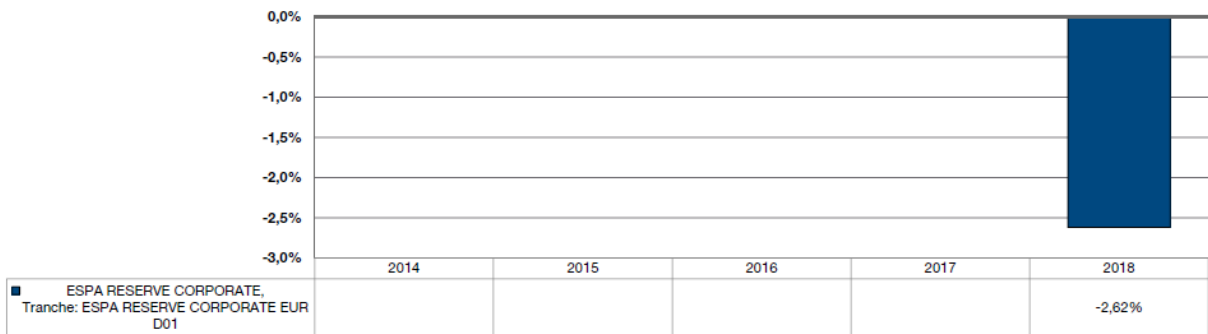 0,0%
-0,5%
-1,0%
-1,5%
-2,0%
-2,5%
-3,0%
2014 2015 2016 2017 2018
ESPA RESERVE CORPORATE,
Tranche: ESPA RESERVE CORPORATE EUR
D01
-2,62%